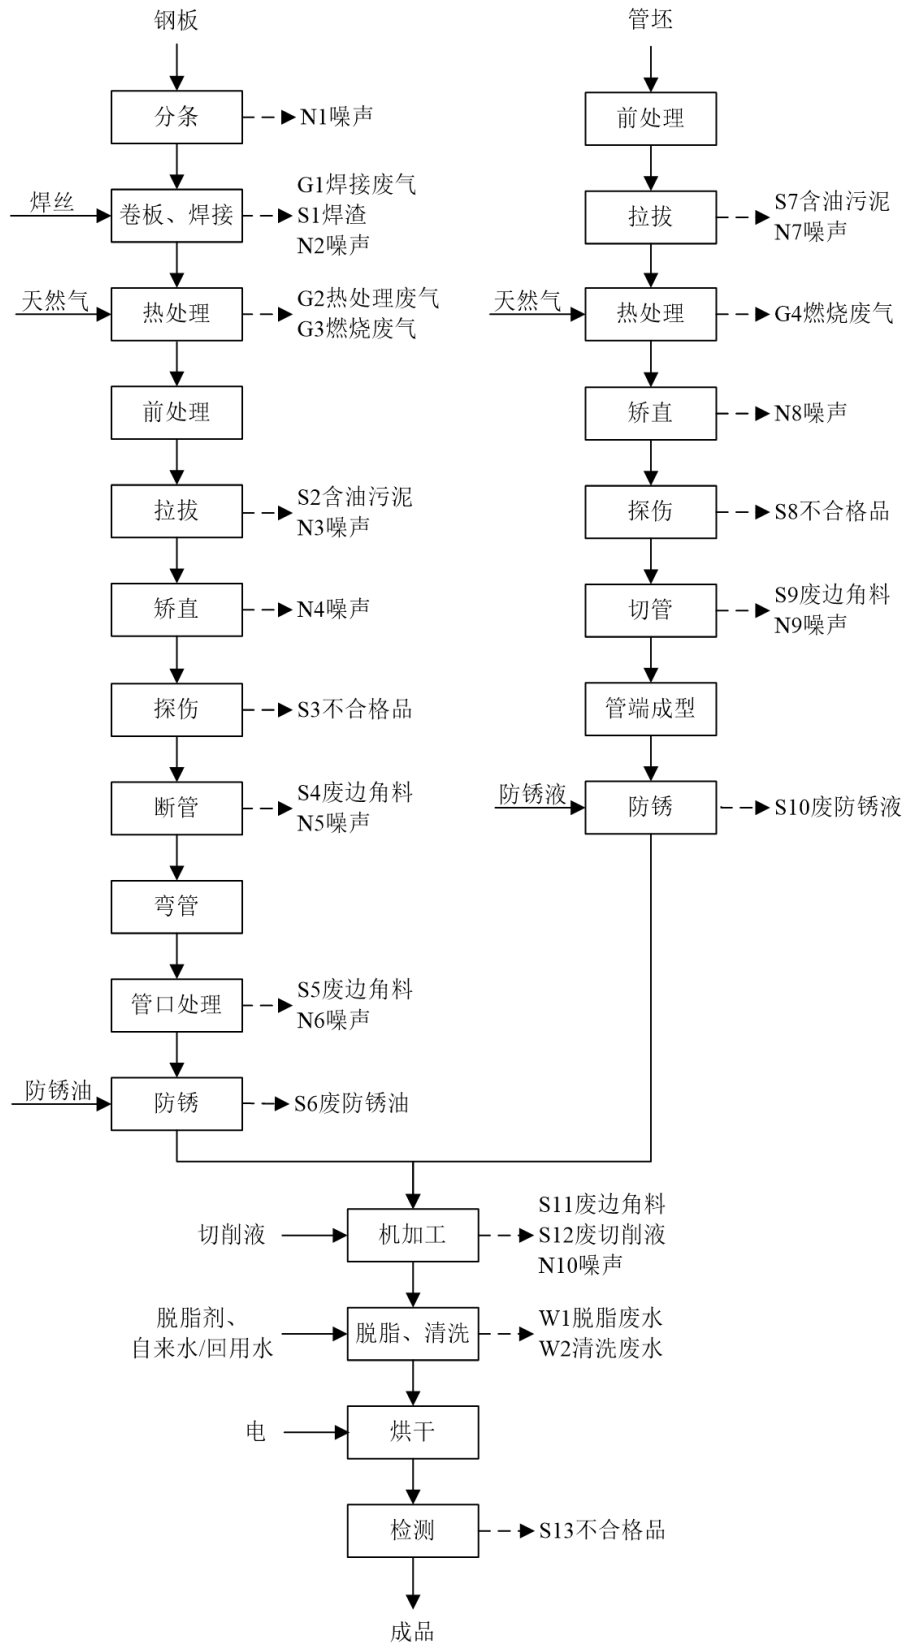 钢板
分条
N1噪声
焊丝
卷板、焊接
G1焊接废气
S1焊渣
N2噪声
天然气
热处理
G2热处理废气
G3燃烧废气
前处理
拉拔
S2含油污泥
N3噪声
矫直
N4噪声
探伤
S3不合格品
断管
S4废边角料
N5噪声
弯管
管口处理
S5废边角料
N6噪声
防锈油
防锈
S6废防锈油
管坯
前处理
拉拔
S7含油污泥
N7噪声
天然气
热处理
G4燃烧废气
矫直
N8噪声
探伤
S8不合格品
切管
S9废边角料
N9噪声
管端成型
防锈液
防锈
S10废防锈液
切削液
机加工
S11废边角料
S12废切削液
N10噪声
脱脂剂、
自来水/回用水
脱脂、清洗
W1脱脂废水
W2清洗废水
电
烘干
检测
S13不合格品
成品